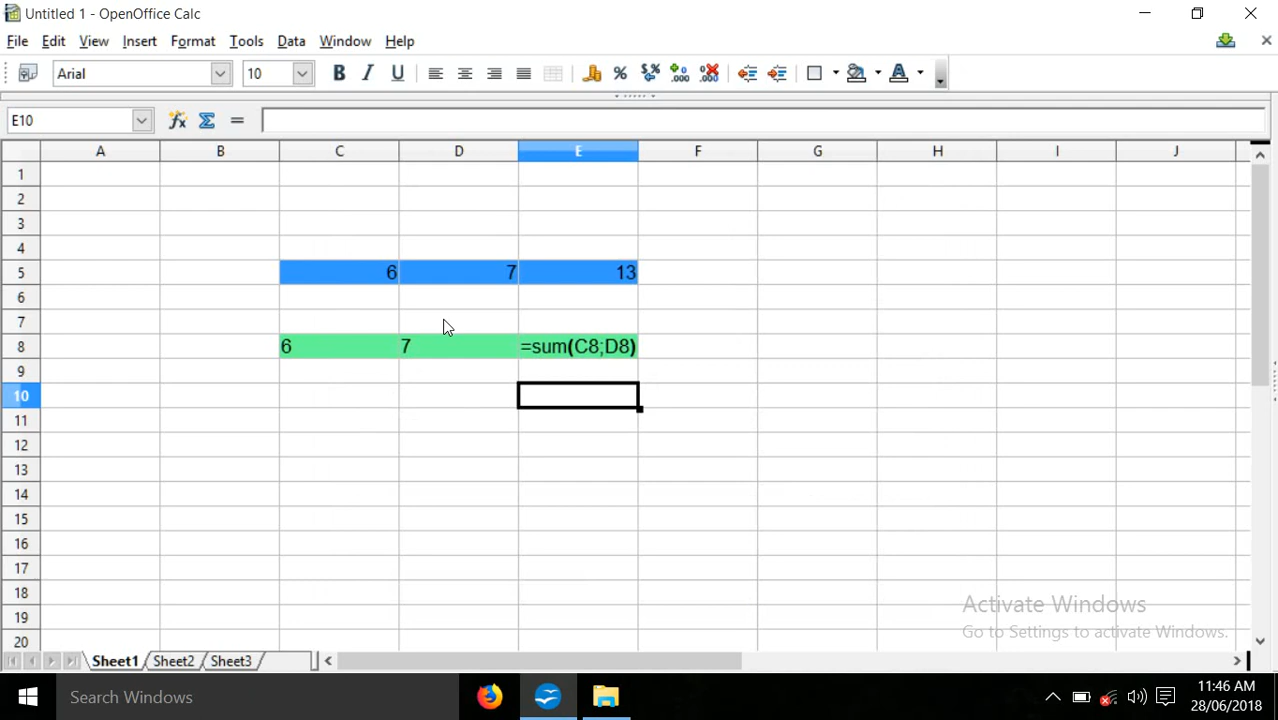 Untitled 1 - OpenOffice Calc
File Edit View Insert Format Tools Data Window Help
Arial 10 B I U
E10
A B C D E F G H I J
1
2
3
4
5 6 7 13
6
7
8 6 7 =sum(C8;D8)
9
10
11
12
13
14
15
16
17
18
19
20
Activate Windows
Go to Settings to activate Windows.
Sheet1 Sheet2 Sheet3
Search Windows
11:46 AM
28/06/2018